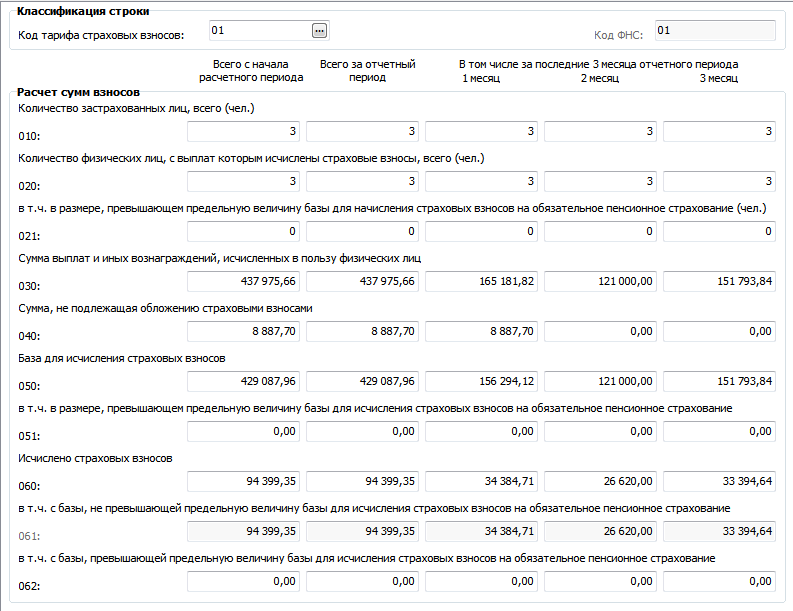 Классификация строки
Код тарифа страховых взносов: 01 ... Код ФНС: 01
Всего с начала расчетного периода Всего за отчетный период В том числе за последние 3 месяца отчетного периода
1 месяц 2 месяц 3 месяц
Расчет сумм взносов
Количество застрахованных лиц, всего (чел.)
010: 3 3 3 3 3
Количество физических лиц, с выплат которым исчислены страховые взносы, всего (чел.)
020: 3 3 3 3 3
в т.ч. в размере, превышающем предельную величину базы для начисления страховых взносов на обязательное пенсионное страхование (чел.)
021: 0 0 0 0 0
Сумма выплат и иных вознаграждений, исчисленных в пользу физических лиц
030: 437 975,66 437 975,66 165 181,82 121 000,00 151 793,84
Сумма, не подлежащая обложению страховыми взносами
040: 8 887,70 8 887,70 8 887,70 0,00 0,00
База для исчисления страховых взносов
050: 429 087,96 429 087,96 156 294,12 121 000,00 151 793,84
в т.ч. в размере, превышающем предельную величину базы для исчисления страховых взносов на обязательное пенсионное страхование
051: 0,00 0,00 0,00 0,00 0,00
Исчислено страховых взносов
060: 94 399,35 94 399,35 34 384,71 26 620,00 33 394,64
в т.ч. с базы, не превышающей предельную величину базы для исчисления страховых взносов на обязательное пенсионное страхование
061: 94 399,35 94 399,35 34 384,71 26 620,00 33 394,64
в т.ч. с базы, превышающей предельную величину базы для исчисления страховых взносов на обязательное пенсионное страхование
062: 0,00 0,00 0,00 0,00 0,00